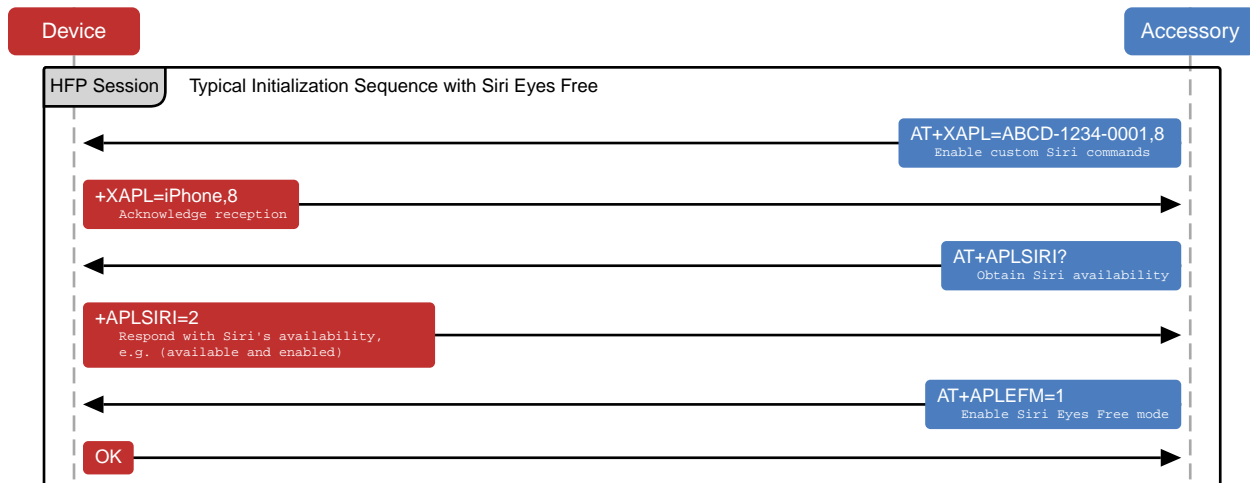 Device
Accessory
HFP Session
Typical Initialization Sequence with Siri Eyes Free
AT+XAPL=ABCD-1234-0001,8
Enable custom Siri commands
+XAPL=iPhone,8
Acknowledge reception
AT+APLSIRI?
Obtain Siri availability
+APLSIRI=2
Respond with Siri's availability,
e.g. (available and enabled)
AT+APLEFM=1
Enable Siri Eyes Free mode
OK